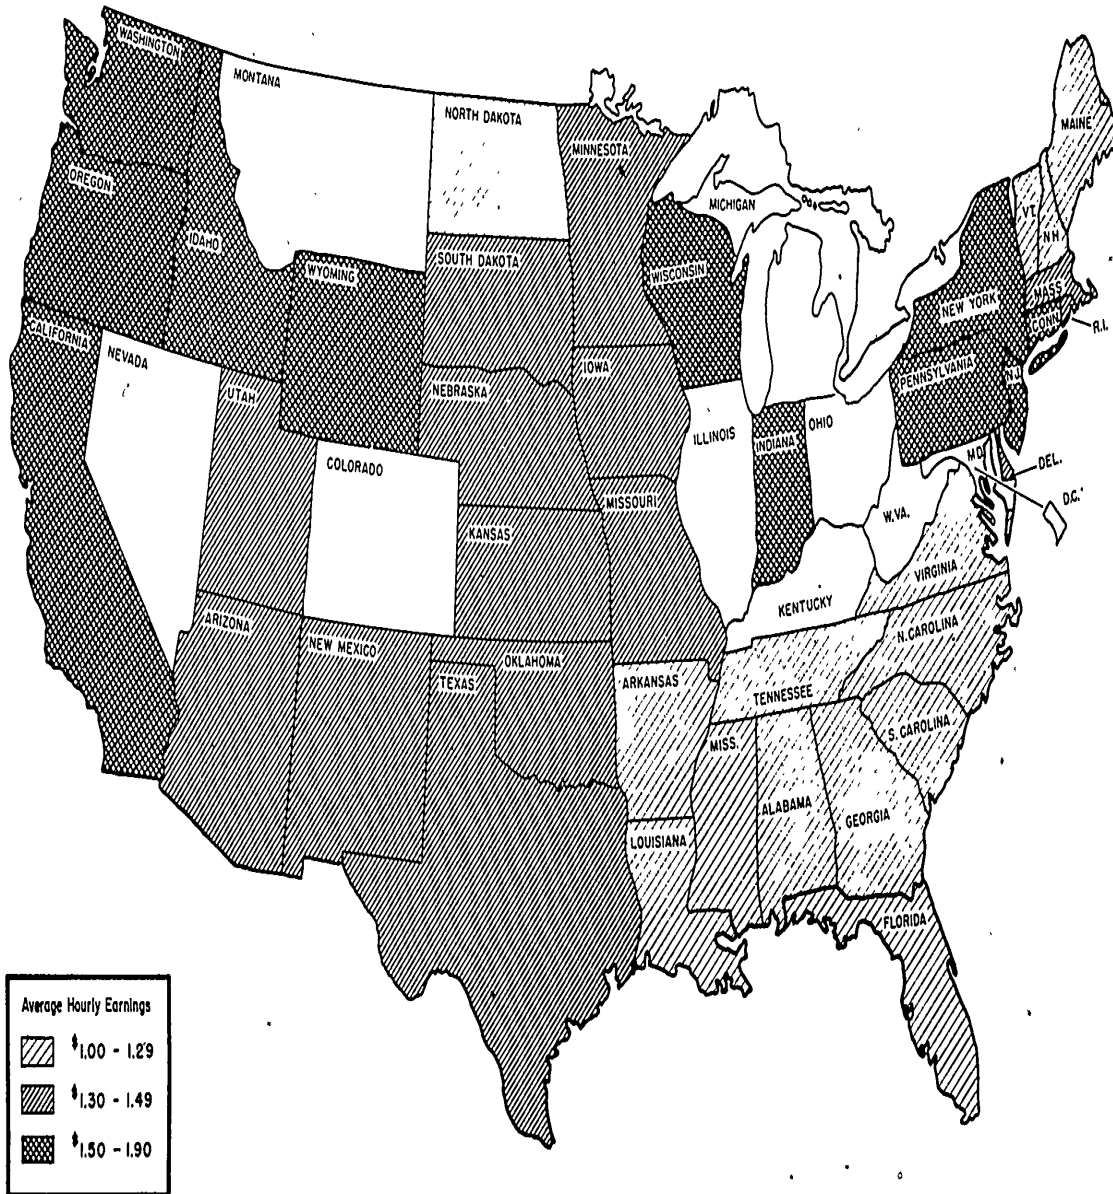 WASHINGTON
MONTANA
NORTH DAKOTA
MINNESOTA
MAINE
OREGON
IDAHO
WYOMING
SOUTH DAKOTA
WISCONSIN
MICHIGAN
VT.
N.H.
NEW YORK
MASS.
CONN.
R.I.
CALIFORNIA
NEVADA
UTAH
NEBRASKA
IOWA
PENNSYLVANIA
N.J.
COLORADO
ILLINOIS
INDIANA
OHIO
MD.
DEL.
D.C.
W.VA.
KANSAS
MISSOURI
KENTUCKY
VIRGINIA
ARIZONA
NEW MEXICO
TEXAS
OKLAHOMA
ARKANSAS
TENNESSEE
N. CAROLINA
S. CAROLINA
MISS.
ALABAMA
GEORGIA
LOUISIANA
FLORIDA
Average Hourly Earnings
$1.00 - 1.29
$1.30 - 1.49
$1.50 - 1.90